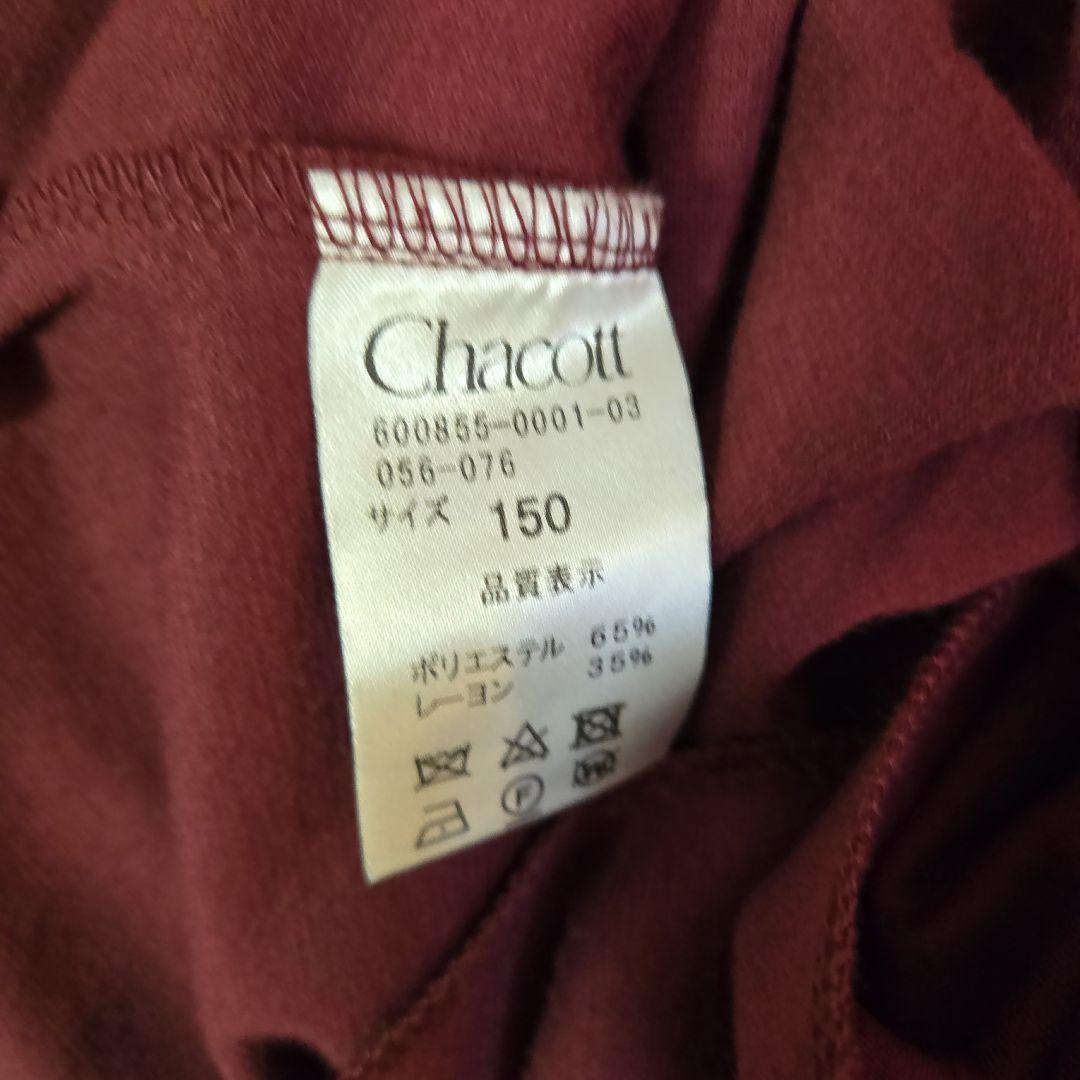 Chacott
600855-0001-03
056-076
サイズ 150
品質表示
ポリエステル 65%
レーヨン 35%
F